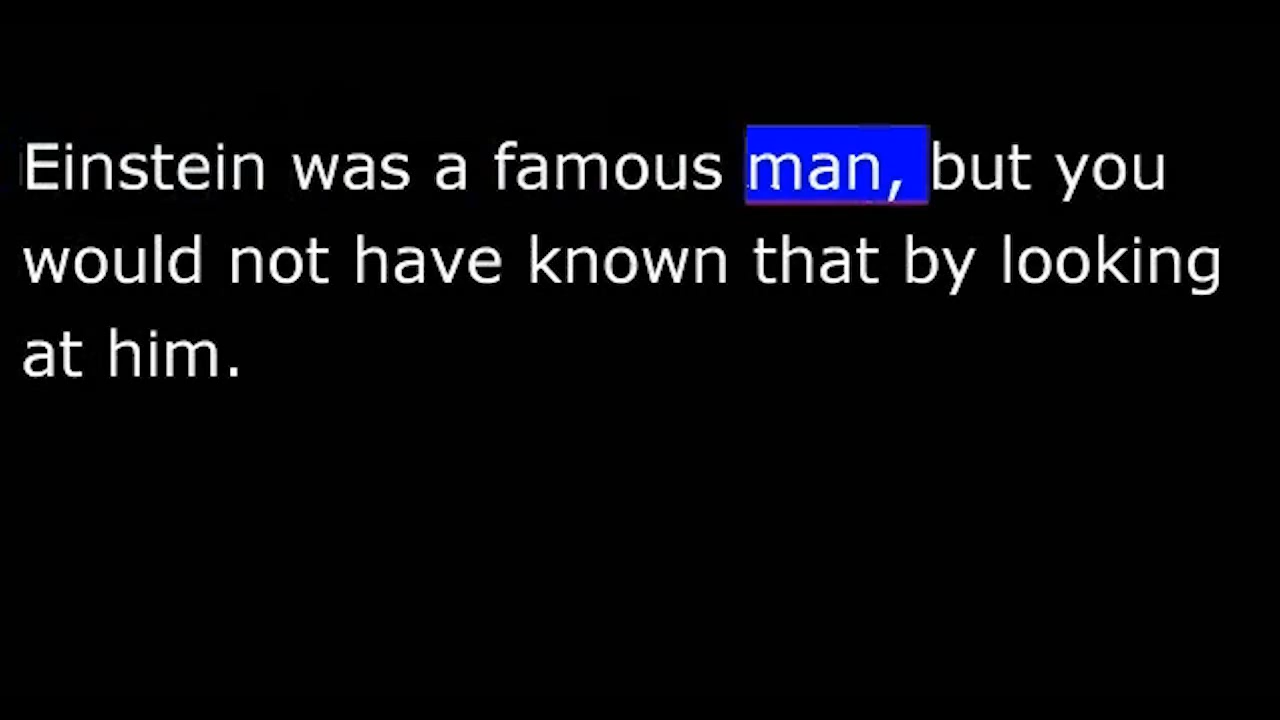 Einstein was a famous man, but you
would not have known that by looking
at him.